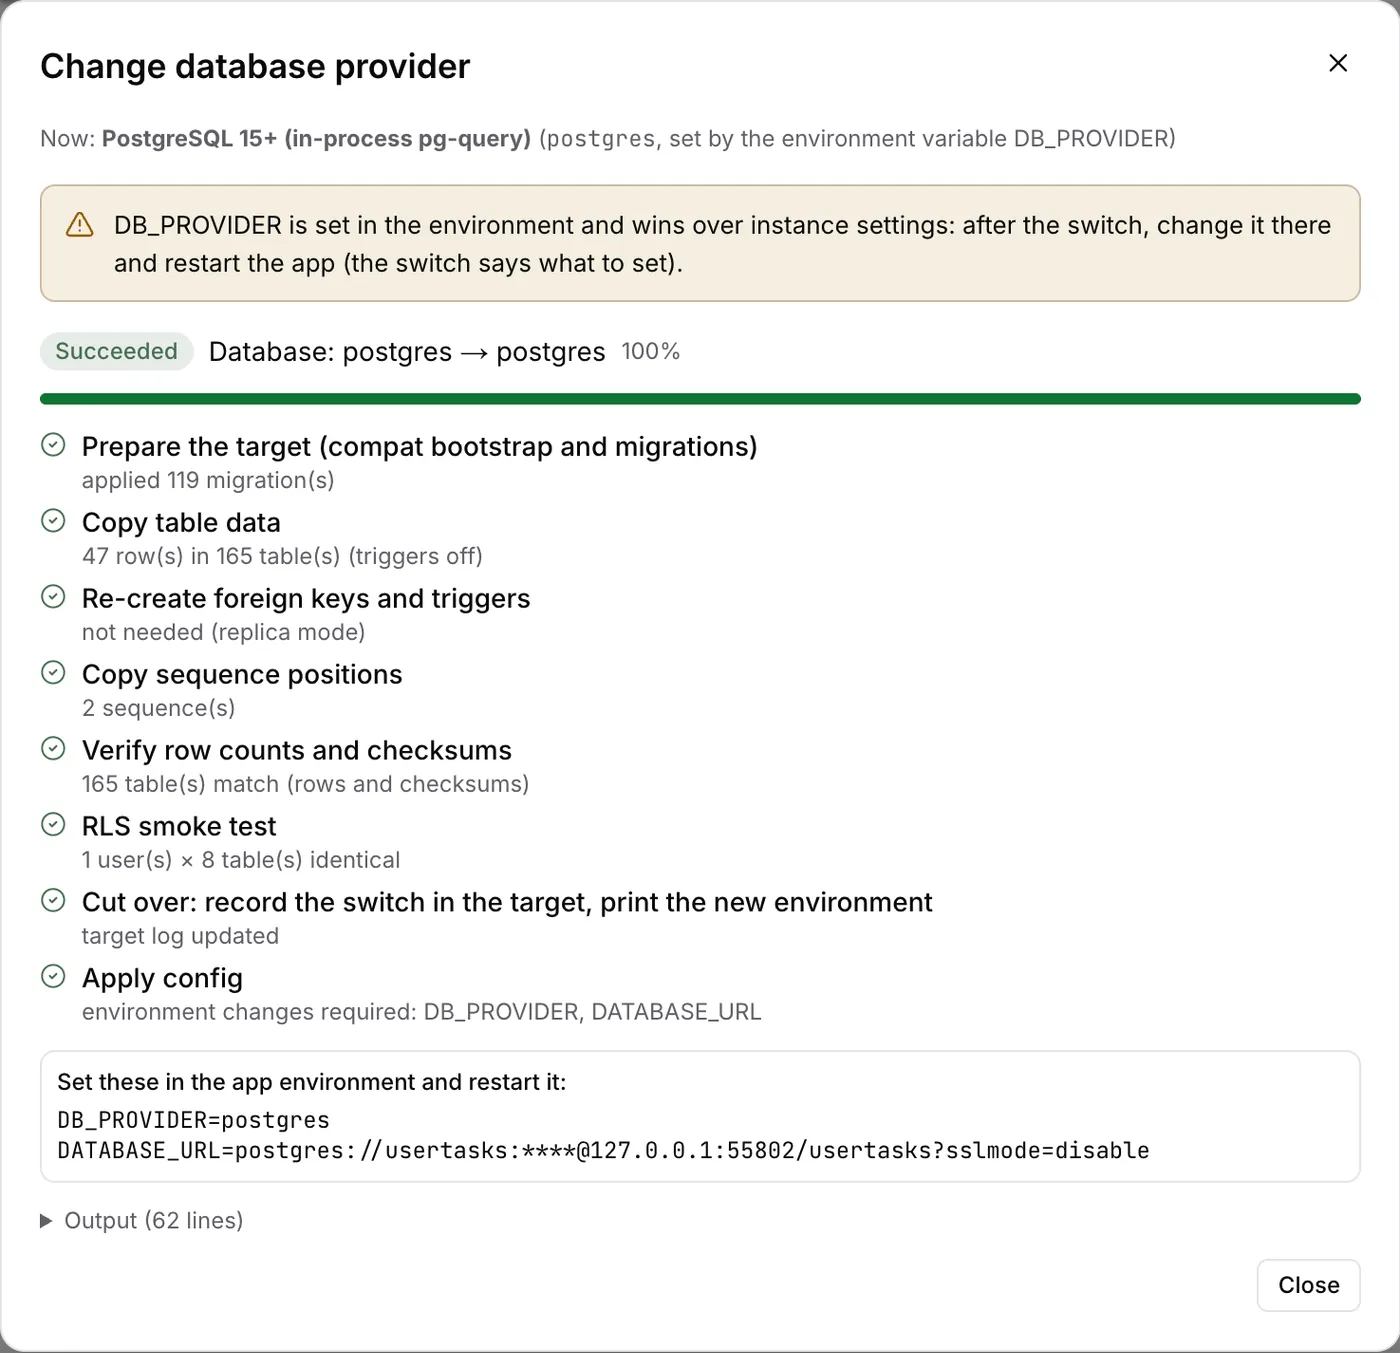 Change database provider
Now: PostgreSQL 15+ (in-process pg-query) (postgres, set by the environment variable DB_PROVIDER)
DB_PROVIDER is set in the environment and wins over instance settings: after the switch, change it there
and restart the app (the switch says what to set).
Succeeded Database: postgres → postgres 100%
Prepare the target (compat bootstrap and migrations)
applied 119 migration(s)
Copy table data
47 row(s) in 165 table(s) (triggers off)
Re-create foreign keys and triggers
not needed (replica mode)
Copy sequence positions
2 sequence(s)
Verify row counts and checksums
165 table(s) match (rows and checksums)
RLS smoke test
1 user(s) × 8 table(s) identical
Cut over: record the switch in the target, print the new environment
target log updated
Apply config
environment changes required: DB_PROVIDER, DATABASE_URL
Set these in the app environment and restart it:
DB_PROVIDER=postgres
DATABASE_URL=postgres://usertasks:****@127.0.0.1:55802/usertasks?sslmode=disable
Output (62 lines)
Close